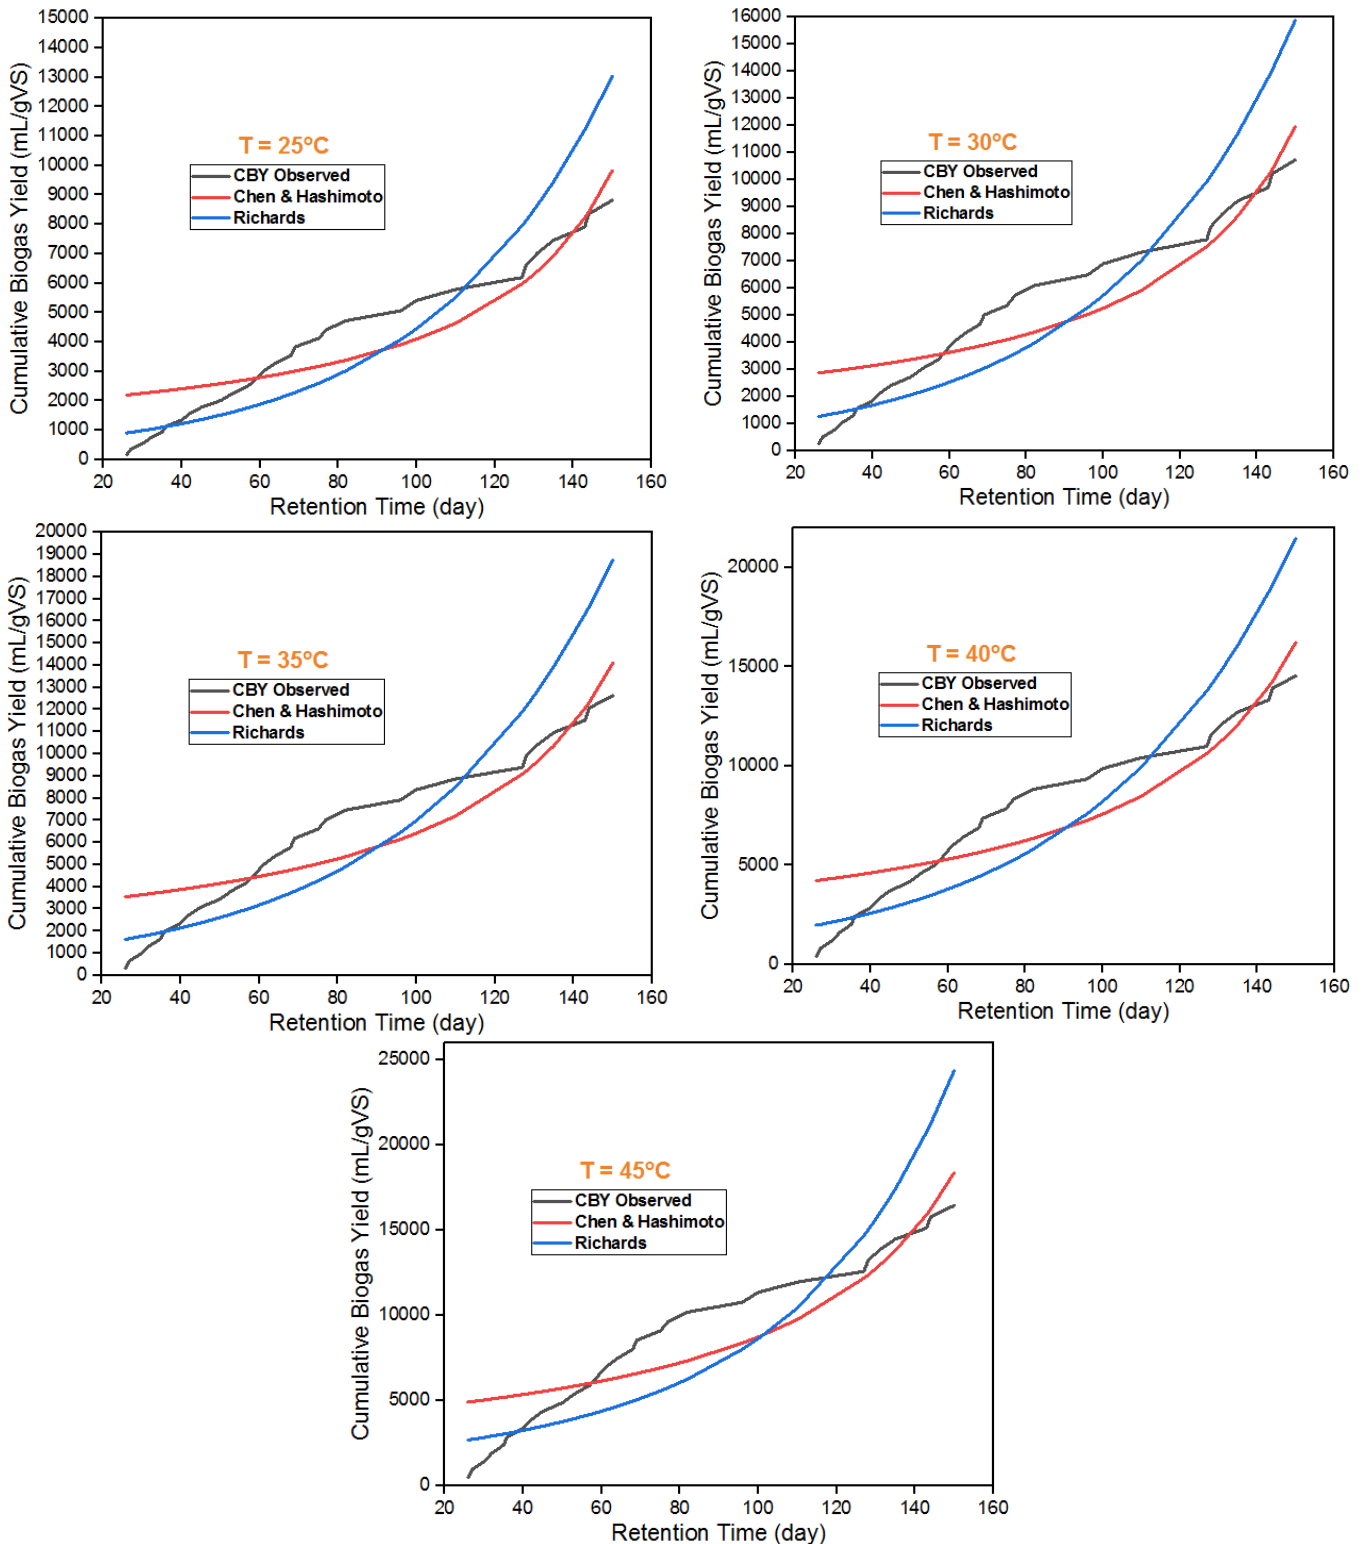 15000
14000
13000
12000
11000
10000
9000
8000
7000
6000
5000
4000
3000
2000
1000
0
Cumulative Biogas Yield (mL/gVS)
T = 25°C
CBY Observed
Chen & Hashimoto
Richards
20 40 60 80 100 120 140 160
Retention Time (day)
16000
15000
14000
13000
12000
11000
10000
9000
8000
7000
6000
5000
4000
3000
2000
1000
0
Cumulative Biogas Yield (mL/gVS)
T = 30°C
CBY Observed
Chen & Hashimoto
Richards
20 40 60 80 100 120 140 160
Retention Time (day)
20000
19000
18000
17000
16000
15000
14000
13000
12000
11000
10000
9000
8000
7000
6000
5000
4000
3000
2000
1000
0
Cumulative Biogas Yield (mL/gVS)
T = 35°C
CBY Observed
Chen & Hashimoto
Richards
20 40 60 80 100 120 140 160
Retention Time (day)
20000
15000
10000
5000
0
Cumulative Biogas Yield (mL/gVS)
T = 40°C
CBY Observed
Chen & Hashimoto
Richards
20 40 60 80 100 120 140 160
Retention Time (day)
25000
20000
15000
10000
5000
0
Cumulative Biogas Yield (mL/gVS)
T = 45°C
CBY Observed
Chen & Hashimoto
Richards
20 40 60 80 100 120 140 160
Retention Time (day)